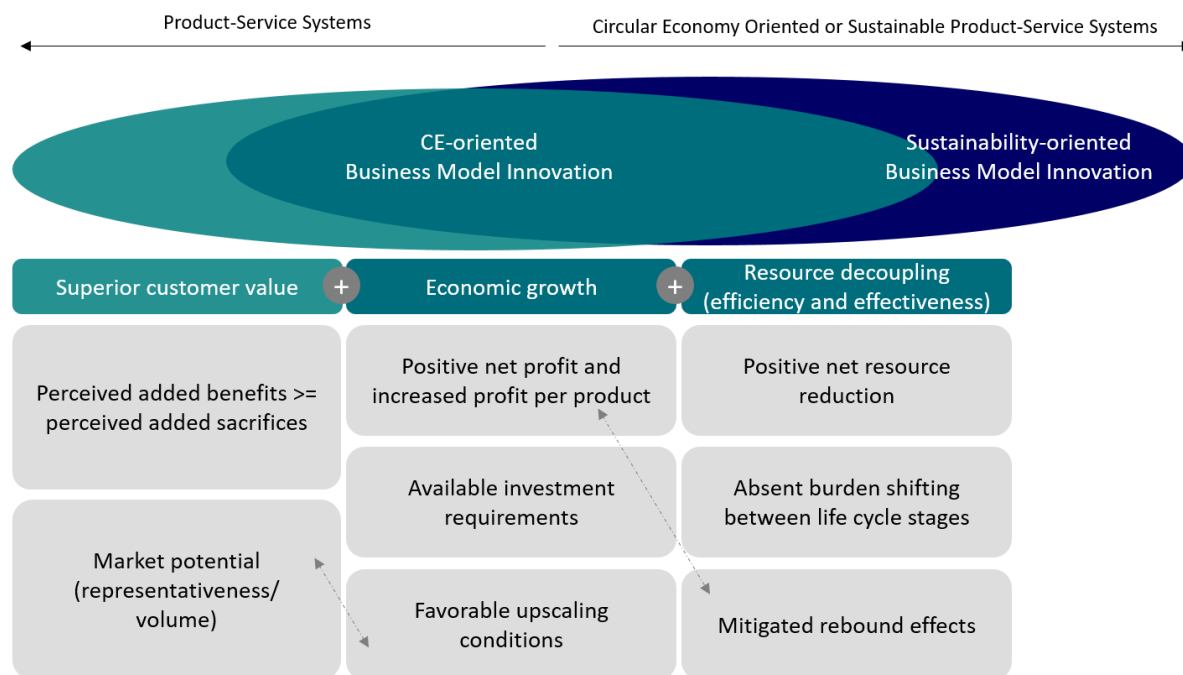 Product-Service Systems
Circular Economy Oriented or Sustainable Product-Service Systems
CE-oriented
Business Model Innovation
Sustainability-oriented
Business Model Innovation
Superior customer value
+
Economic growth
+
Resource decoupling
(efficiency and effectiveness)
Perceived added benefits >=
perceived added sacrifices
Market potential
(representativeness/
volume)
Positive net profit and
increased profit per product
Available investment
requirements
Favorable upscaling
conditions
Positive net resource
reduction
Absent burden shifting
between life cycle stages
Mitigated rebound effects